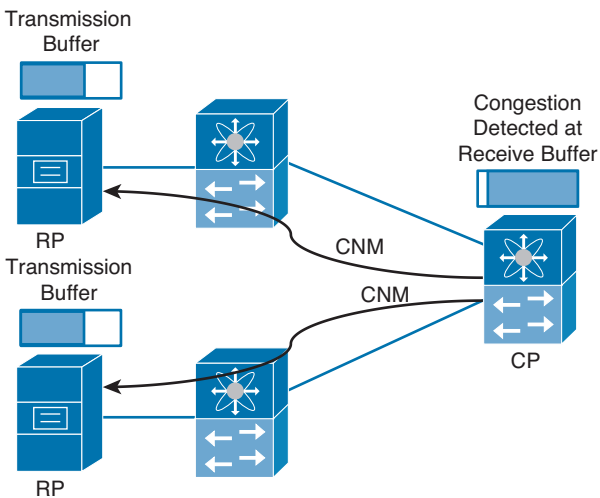 Transmission
Buffer
Congestion
Detected at
Receive Buffer
RP
CNM
Transmission
Buffer
CNM
CP
RP